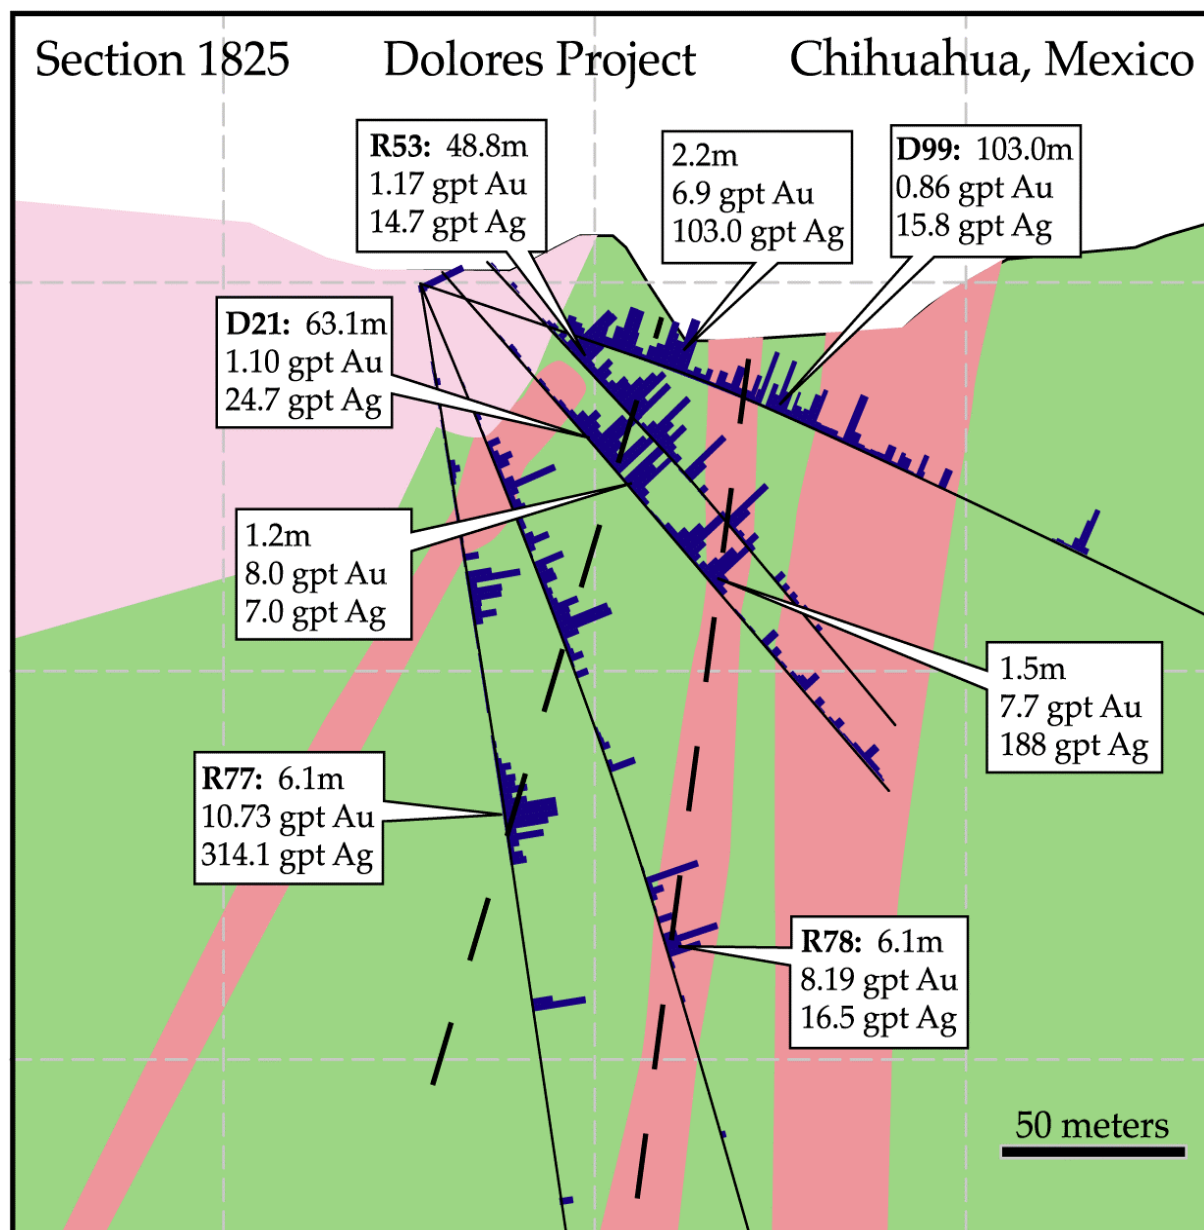 Section 1825 Dolores Project Chihuahua, Mexico
R53: 48.8m
1.17 gpt Au
14.7 gpt Ag
2.2m
6.9 gpt Au
103.0 gpt Ag
D99: 103.0m
0.86 gpt Au
15.8 gpt Ag
D21: 63.1m
1.10 gpt Au
24.7 gpt Ag
1.2m
8.0 gpt Au
7.0 gpt Ag
1.5m
7.7 gpt Au
188 gpt Ag
R77: 6.1m
10.73 gpt Au
314.1 gpt Ag
R78: 6.1m
8.19 gpt Au
16.5 gpt Ag
50 meters